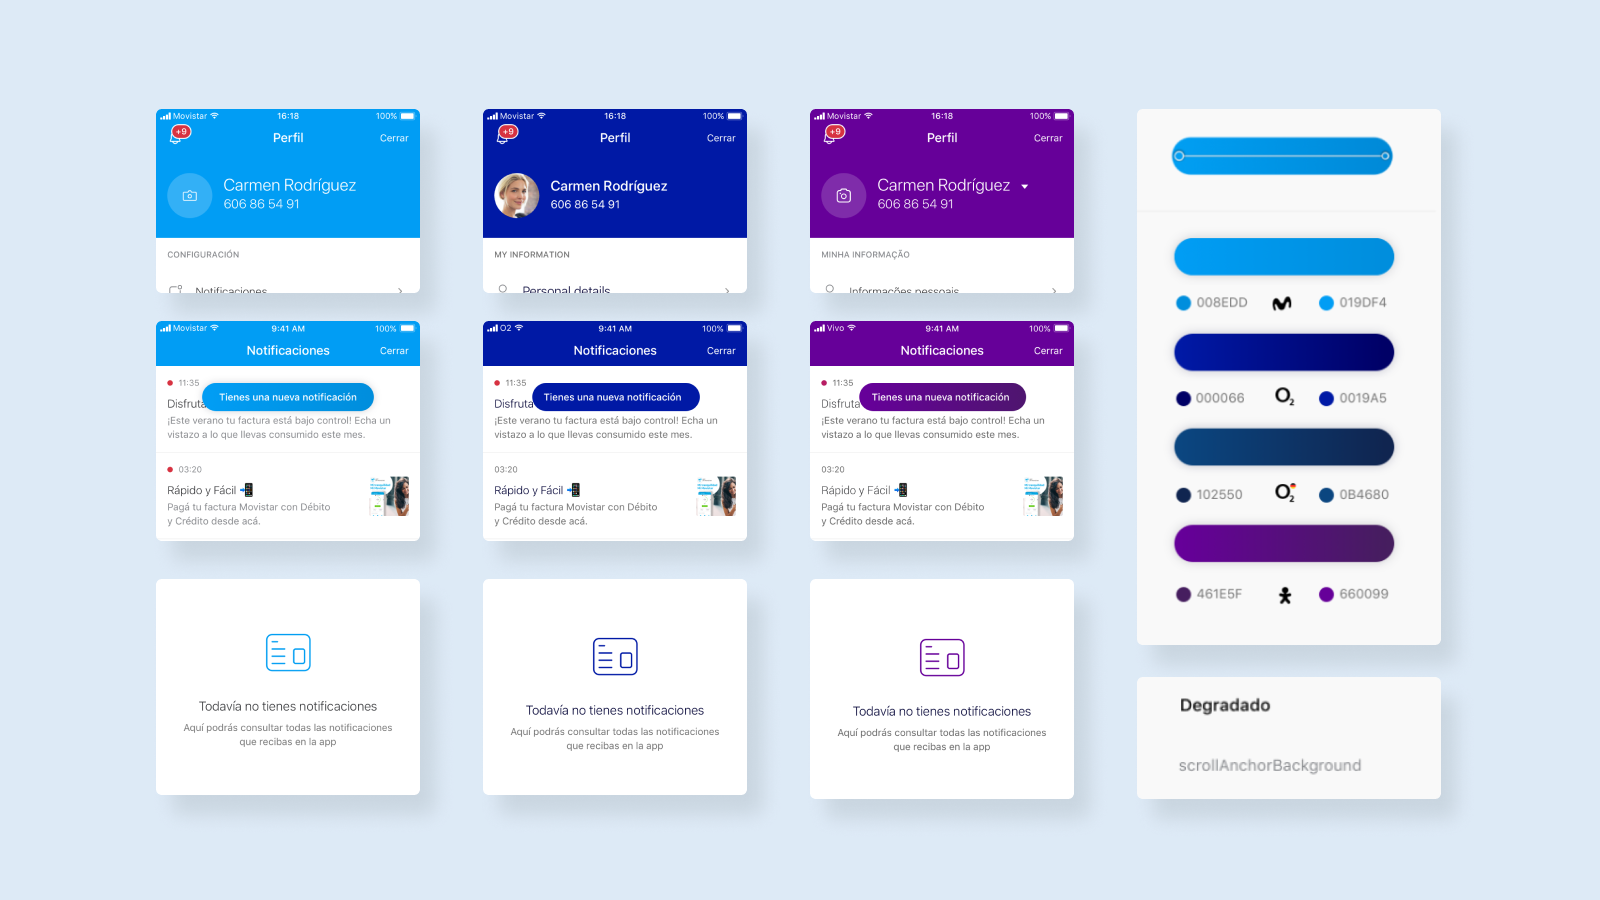 Movistar 16:18 100%
+9
Perfil
Cerrar
Carmen Rodríguez
606 86 54 91
CONFIGURACIÓN
Notificaciones
Movistar 16:18 100%
+9
Perfil
Cerrar
Carmen Rodríguez
606 86 54 91
MY INFORMATION
Personal details
Movistar 16:18 100%
+9
Perfil
Cerrar
Carmen Rodríguez
606 86 54 91
MINHA INFORMAÇÃO
Informações pessoais
Movistar 9:41 AM 100%
Notificaciones
Cerrar
11:35
Tienes una nueva notificación
Disfruta
¡Este verano tu factura está bajo control! Echa un
vistazo a lo que llevas consumido este mes.
03:20
Rápido y Fácil
Pagá tu factura Movistar con Débito
y Crédito desde acá.
O2 9:41 AM 100%
Notificaciones
Cerrar
11:35
Tienes una nueva notificación
Disfruta
¡Este verano tu factura está bajo control! Echa un
vistazo a lo que llevas consumido este mes.
03:20
Rápido y Fácil
Pagá tu factura Movistar con Débito
y Crédito desde acá.
Vivo 9:41 AM 100%
Notificaciones
Cerrar
11:35
Tienes una nueva notificación
Disfruta
¡Este verano tu factura está bajo control! Echa un
vistazo a lo que llevas consumido este mes.
03:20
Rápido y Fácil
Pagá tu factura Movistar con Débito
y Crédito desde acá.
Todavía no tienes notificaciones
Aquí podrás consultar todas las notificaciones
que recibas en la app
Todavía no tienes notificaciones
Aquí podrás consultar todas las notificaciones
que recibas en la app
Todavía no tienes notificaciones
Aquí podrás consultar todas las notificaciones
que recibas en la app
008EDD 019DF4
000066 O2 0019A5
102550 O2 0B4680
461E5F 660099
Degradado
scrollAnchorBackground